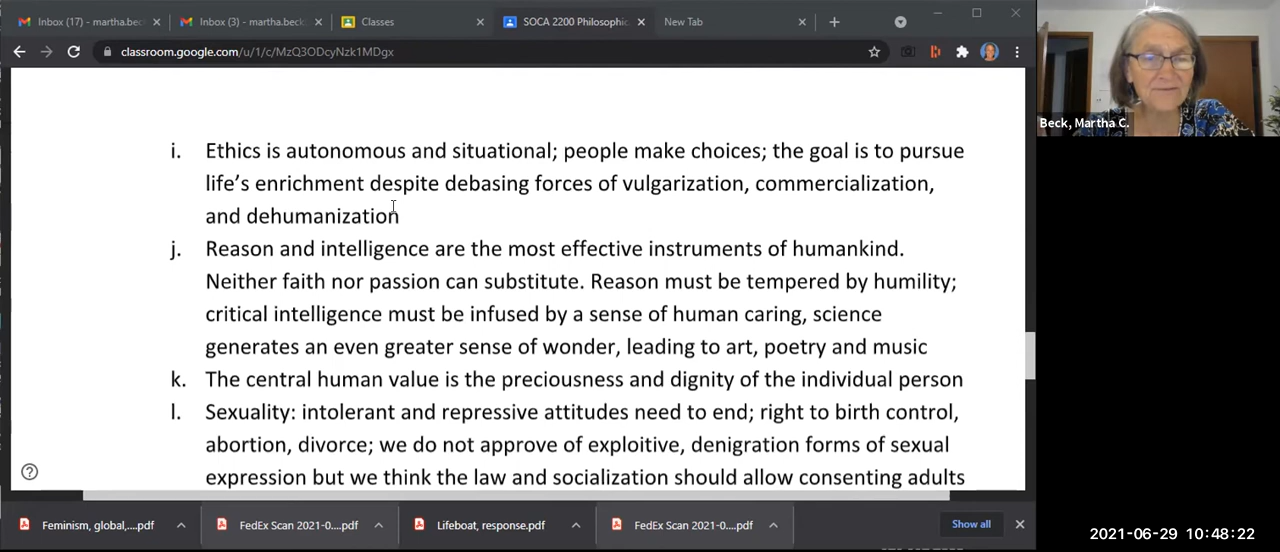 Inbox (17) - martha.bec
Inbox (3) - martha.beck
Classes
SOCA 2200 Philosophic
New Tab
classroom.google.com/u/1/c/MzQ3ODcyNzk1MDgx
Beck, Martha C.
i. Ethics is autonomous and situational; people make choices; the goal is to pursue
life's enrichment despite debasing forces of vulgarization, commercialization,
and dehumanization
j. Reason and intelligence are the most effective instruments of humankind.
Neither faith nor passion can substitute. Reason must be tempered by humility;
critical intelligence must be infused by a sense of human caring, science
generates an even greater sense of wonder, leading to art, poetry and music
k. The central human value is the preciousness and dignity of the individual person
l. Sexuality: intolerant and repressive attitudes need to end; right to birth control,
abortion, divorce; we do not approve of exploitive, denigration forms of sexual
expression but we think the law and socialization should allow consenting adults
Feminism, global,....pdf
FedEx Scan 2021-0....pdf
Lifeboat, response.pdf
FedEx Scan 2021-0....pdf
Show all
2021-06-29 10:48:22